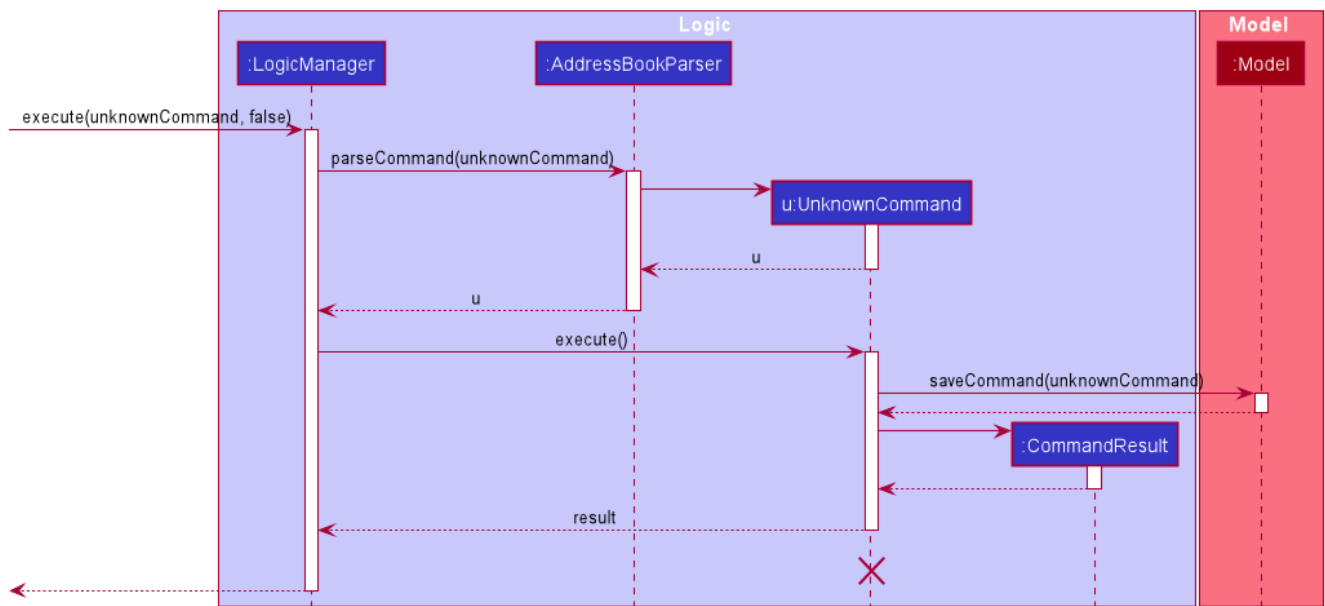 Logic
Model
:LogicManager
:AddressBookParser
:Model
execute(unknownCommand, false)
parseCommand(unknownCommand)
u:UnknownCommand
u
u
execute()
saveCommand(unknownCommand)
:CommandResult
result